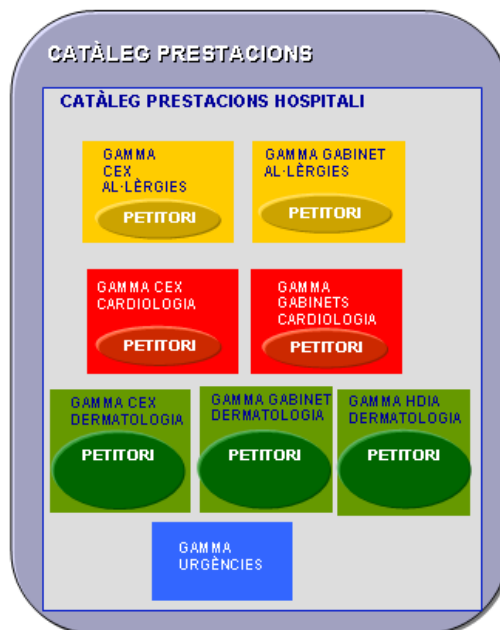 CATÀLEG PRESTACIONS
CATÀLEG PRESTACIONS HOSPITALI
GAMMA
CEX
AL·LÈRGIES
PETITORI
GAMMA GABINET
AL·LÈRGIES
PETITORI
GAMMA CEX
CARDIOLOGIA
PETITORI
GAMMA
GABINETS
CARDIOLOGIA
PETITORI
GAMMA CEX
DERMATOLOGIA
PETITORI
GAMMA GABINET
DERMATOLOGIA
PETITORI
GAMMA HDIA
DERMATOLOGIA
PETITORI
GAMMA
URGÈNCIES